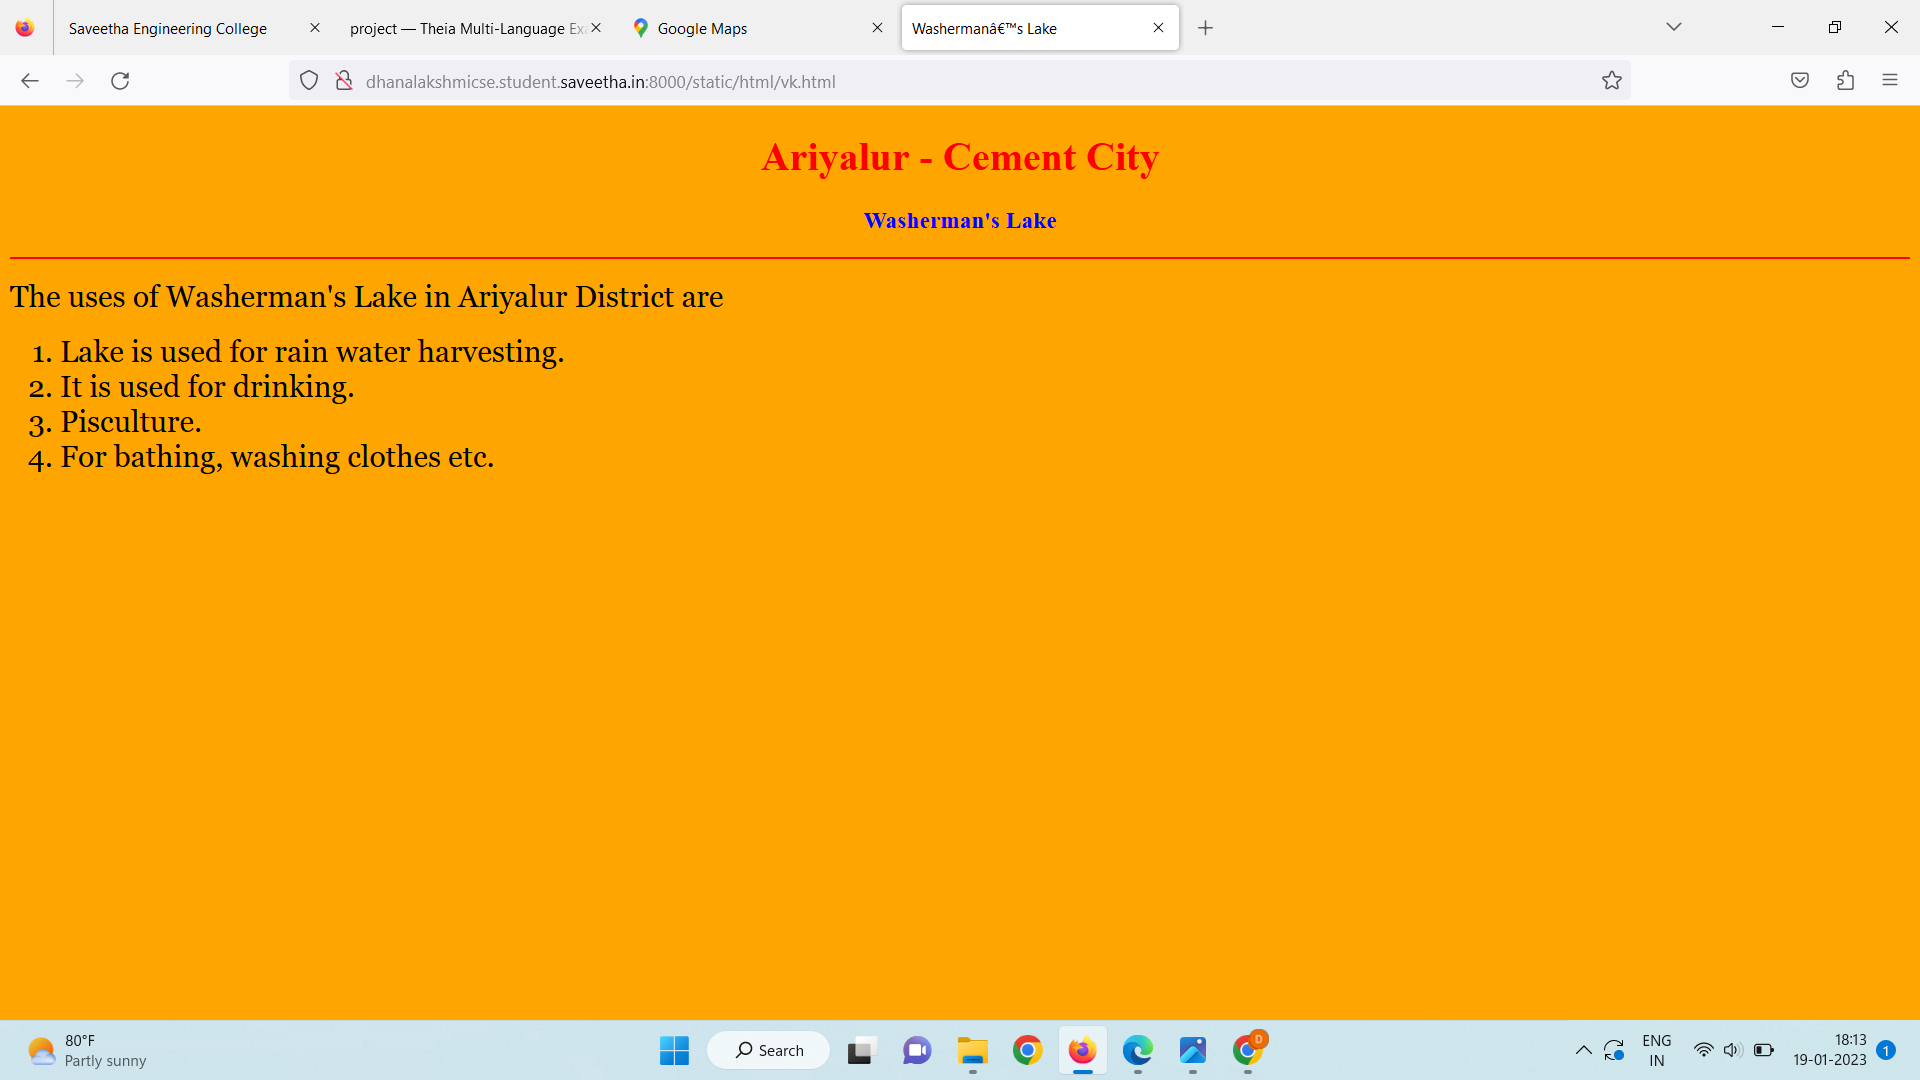 Saveetha Engineering College
project — Theia Multi-Language Exa
Google Maps
Washermanâ€™s Lake
dhanalakshmicse.student.saveetha.in:8000/static/html/vk.html
Ariyalur - Cement City
Washerman's Lake
The uses of Washerman's Lake in Ariyalur District are
1. Lake is used for rain water harvesting.
2. It is used for drinking.
3. Pisculture.
4. For bathing, washing clothes etc.
80°F
Partly sunny
Search
D
ENG
IN
18:13
19-01-2023
1